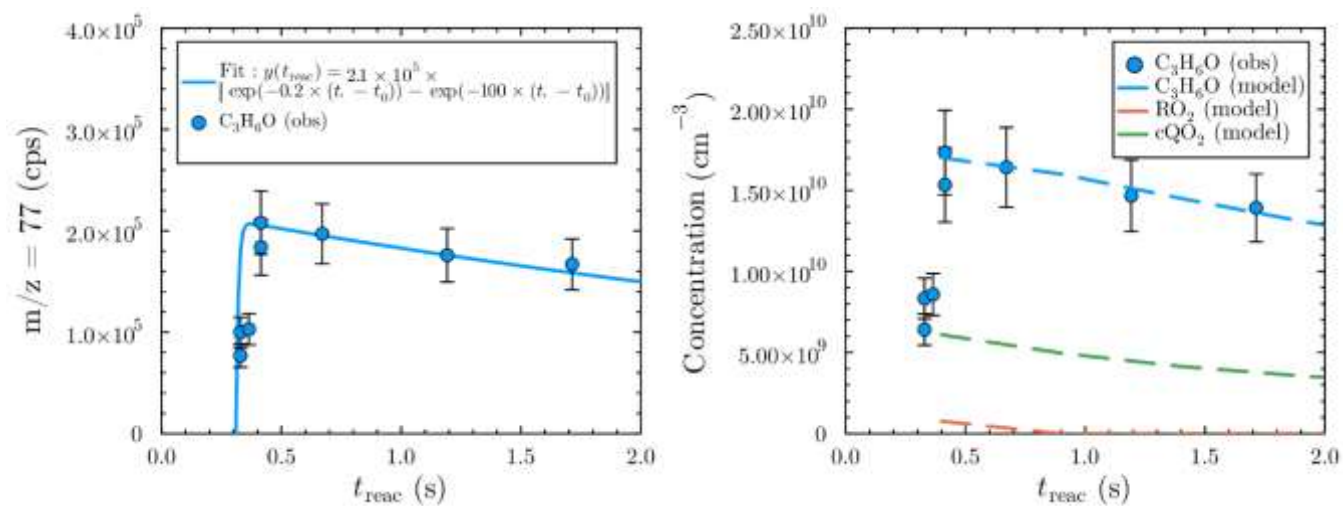 4.0×10⁵
3.0×10⁵
2.0×10⁵
1.0×10⁵
0
m/z = 77 (cps)
Fit : y(t_reac) = 2.1 × 10⁵ ×
[ exp(−0.2 × (t. − t₀)) − exp(−100 × (t. − t₀))]
C₃H₆O (obs)
0.0 0.5 1.0 1.5 2.0
t_reac (s)
2.50×10¹⁰
2.00×10¹⁰
1.50×10¹⁰
1.00×10¹⁰
5.00×10⁹
0
Concentration (cm⁻³)
C₃H₆O (obs)
C₃H₆O (model)
RO₂ (model)
cQO₂ (model)
0.0 0.5 1.0 1.5 2.0
t_reac (s)